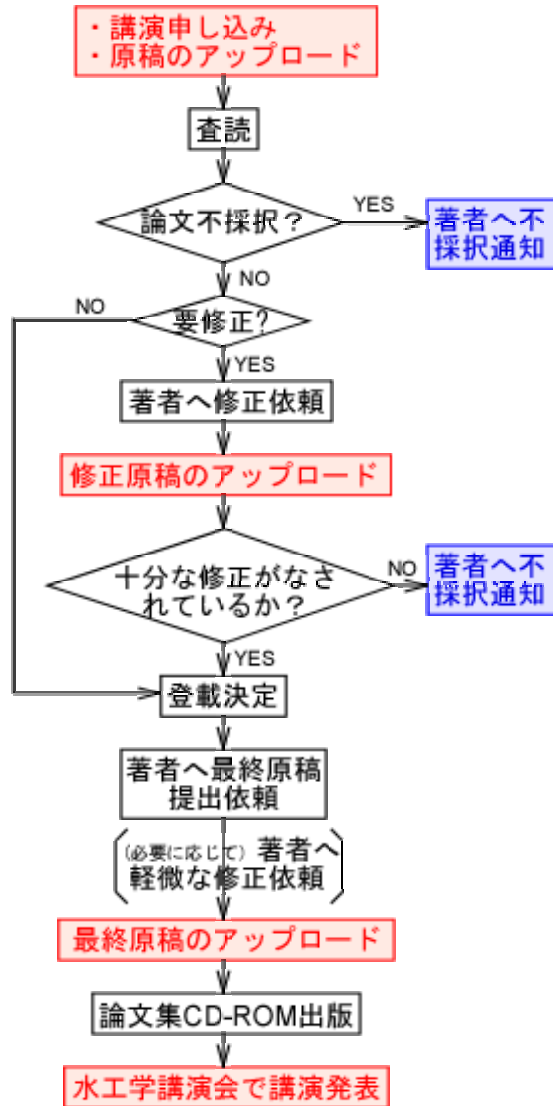 ・講演申し込み
・原稿のアップロード
査読
論文不採択？
YES
著者へ不
採択通知
NO
NO
要修正?
YES
著者へ修正依頼
修正原稿のアップロード
十分な修正がなさ
れているか？
NO
著者へ不
採択通知
YES
登載決定
著者へ最終原稿
提出依頼
(必要に応じて) 著者へ
軽微な修正依頼
最終原稿のアップロード
論文集CD-ROM出版
水工学講演会で講演発表